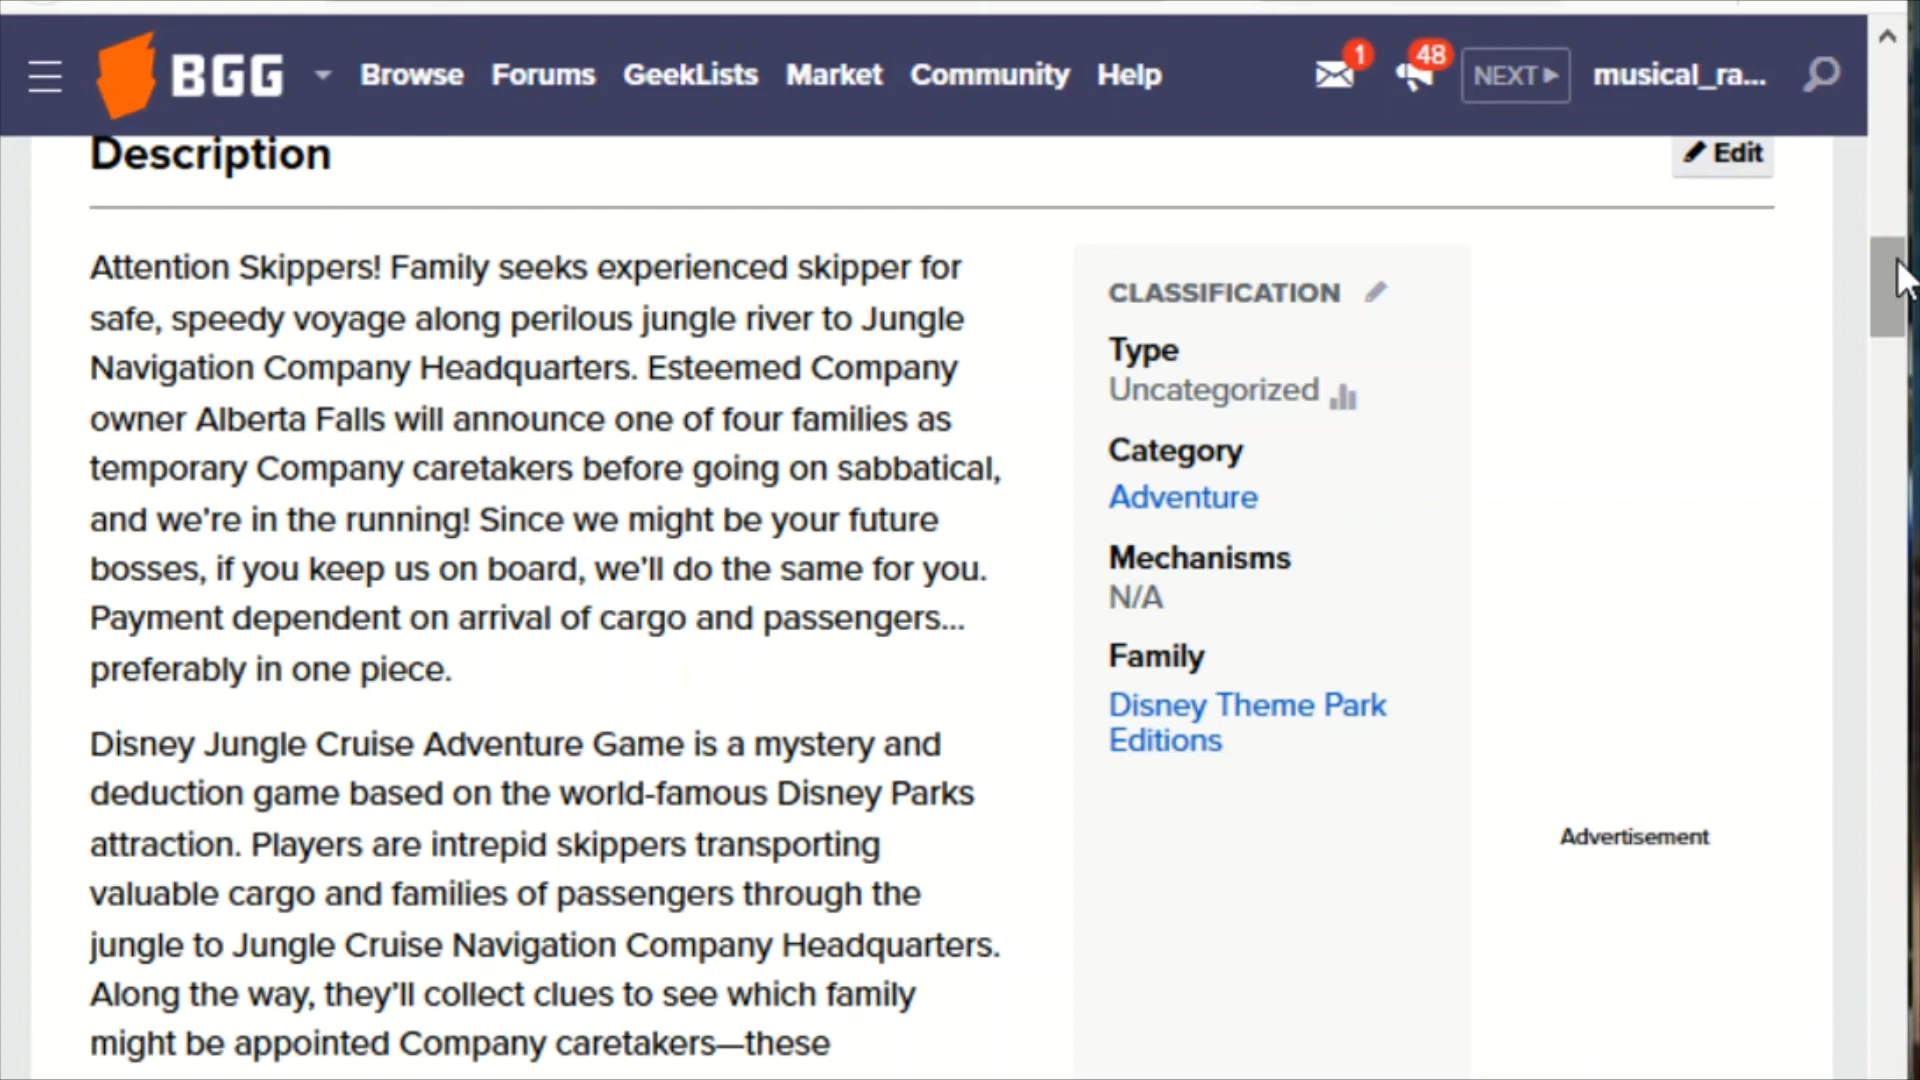 BGG Browse Forums GeekLists Market Community Help 1 48 NEXT▶ musical_ra...
Description
Edit
Attention Skippers! Family seeks experienced skipper for
safe, speedy voyage along perilous jungle river to Jungle
Navigation Company Headquarters. Esteemed Company
owner Alberta Falls will announce one of four families as
temporary Company caretakers before going on sabbatical,
and we're in the running! Since we might be your future
bosses, if you keep us on board, we'll do the same for you.
Payment dependent on arrival of cargo and passengers...
preferably in one piece.
Disney Jungle Cruise Adventure Game is a mystery and
deduction game based on the world-famous Disney Parks
attraction. Players are intrepid skippers transporting
valuable cargo and families of passengers through the
jungle to Jungle Cruise Navigation Company Headquarters.
Along the way, they'll collect clues to see which family
might be appointed Company caretakers—these
CLASSIFICATION
Type
Uncategorized
Category
Adventure
Mechanisms
N/A
Family
Disney Theme Park
Editions
Advertisement